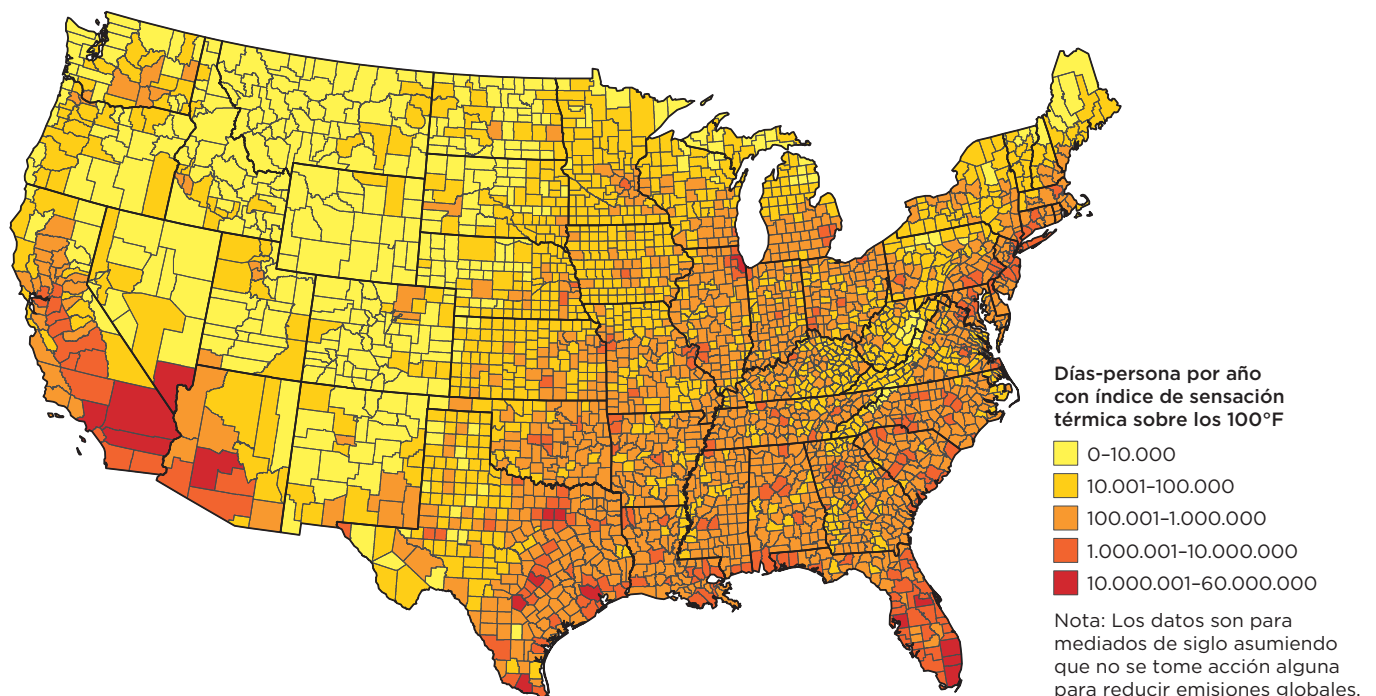 Días-persona por año
con índice de sensación
térmica sobre los 100°F
0–10.000
10.001–100.000
100.001–1.000.000
1.000.001–10.000.000
10.000.001–60.000.000
Nota: Los datos son para
mediados de siglo asumiendo
que no se tome acción alguna
para reducir emisiones globales.